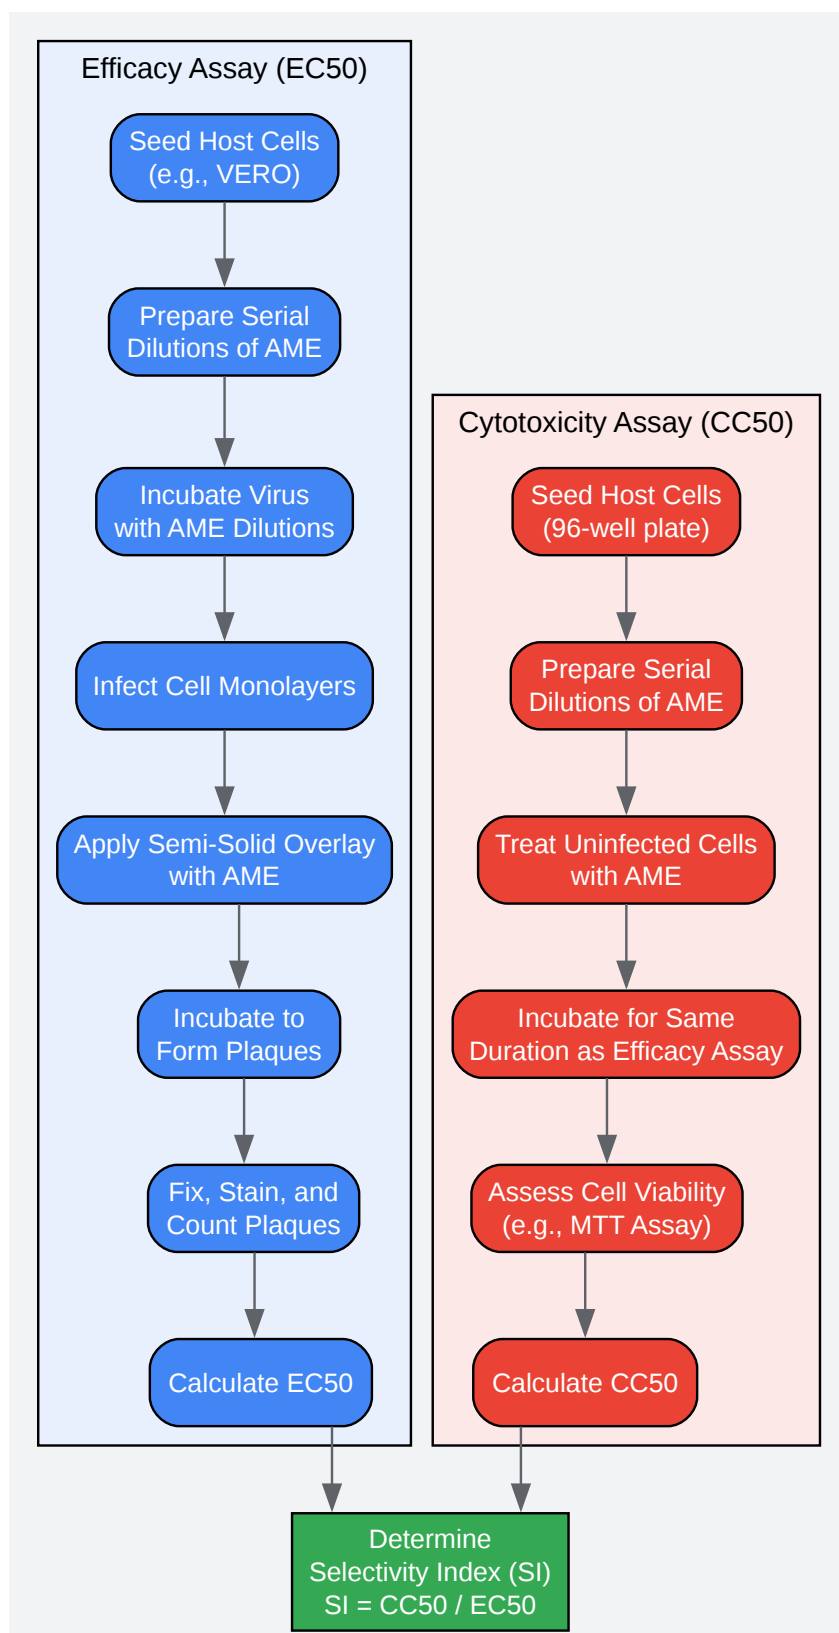 Efficacy Assay (EC50)
Seed Host Cells
(e.g., VERO)
Prepare Serial
Dilutions of AME
Incubate Virus
with AME Dilutions
Infect Cell Monolayers
Apply Semi-Solid Overlay
with AME
Incubate to
Form Plaques
Fix, Stain, and
Count Plaques
Calculate EC50
Cytotoxicity Assay (CC50)
Seed Host Cells
(96-well plate)
Prepare Serial
Dilutions of AME
Treat Uninfected Cells
with AME
Incubate for Same
Duration as Efficacy Assay
Assess Cell Viability
(e.g., MTT Assay)
Calculate CC50
Determine
Selectivity Index (SI)
SI = CC50 / EC50